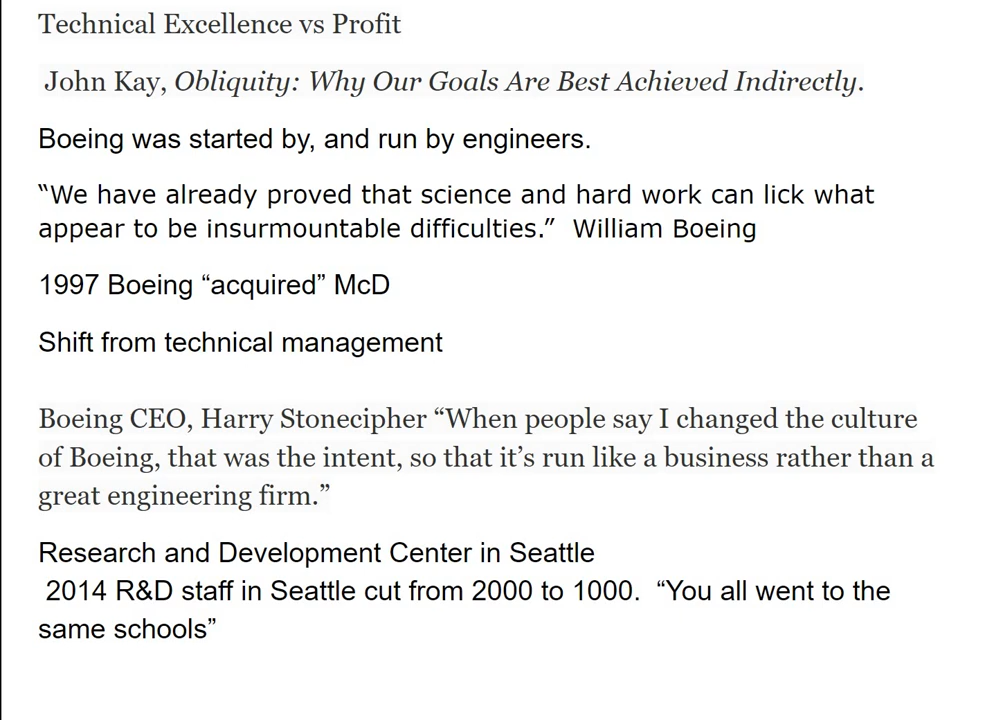 Technical Excellence vs Profit
John Kay, Obliquity: Why Our Goals Are Best Achieved Indirectly.
Boeing was started by, and run by engineers.
“We have already proved that science and hard work can lick what
appear to be insurmountable difficulties.”  William Boeing
1997 Boeing “acquired” McD
Shift from technical management
Boeing CEO, Harry Stonecipher “When people say I changed the culture
of Boeing, that was the intent, so that it’s run like a business rather than a
great engineering firm.”
Research and Development Center in Seattle
2014 R&D staff in Seattle cut from 2000 to 1000.  “You all went to the
same schools”